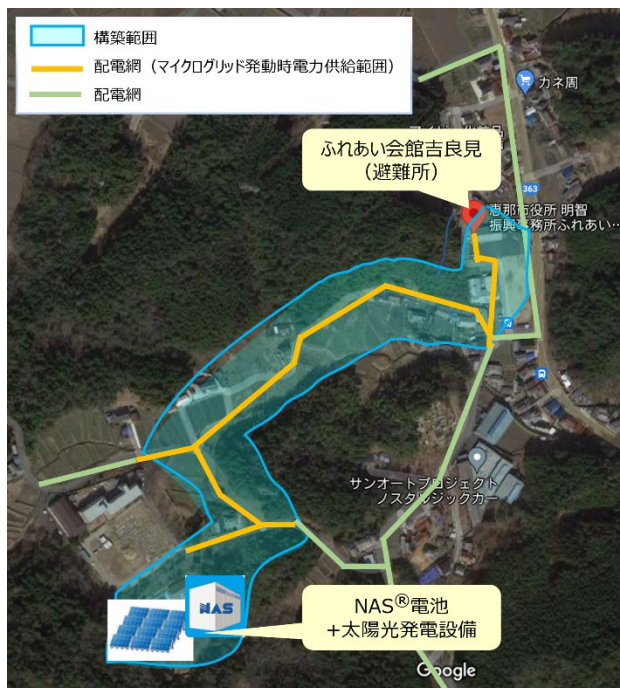 構築範囲
配電網（マイクログリッド発動時電力供給範囲）
配電網
カネ周
ふれあい会館吉良見
（避難所）
363
恵那市役所 明智
振興事務所ふれあい…
サンオートプロジェクト
ノスタルジックカー
NAS
NAS®電池
+太陽光発電設備
Google